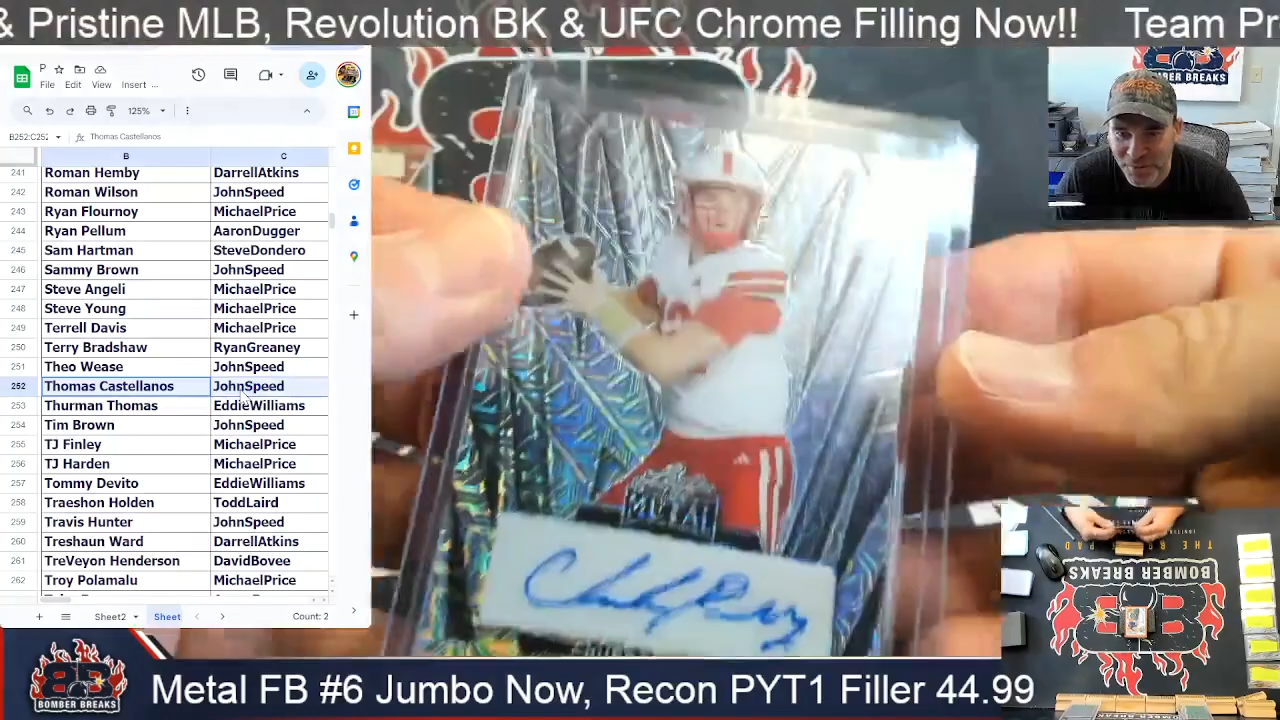 & Pristine MLB, Revolution BK & UFC Chrome Filling Now!! Team Pr
P
File Edit View Insert ...
125%
B252:C252
fx Thomas Castellanos
B C
241 Roman Hemby DarrellAtkins
242 Roman Wilson JohnSpeed
243 Ryan Flournoy MichaelPrice
244 Ryan Pellum AaronDugger
245 Sam Hartman SteveDondero
246 Sammy Brown JohnSpeed
247 Steve Angeli MichaelPrice
248 Steve Young MichaelPrice
249 Terrell Davis MichaelPrice
250 Terry Bradshaw RyanGreaney
251 Theo Wease JohnSpeed
252 Thomas Castellanos JohnSpeed
253 Thurman Thomas EddieWilliams
254 Tim Brown JohnSpeed
255 TJ Finley MichaelPrice
256 TJ Harden MichaelPrice
257 Tommy Devito EddieWilliams
258 Traeshon Holden ToddLaird
259 Travis Hunter JohnSpeed
260 Treshaun Ward DarrellAtkins
261 TreVeyon Henderson DavidBovee
262 Troy Polamalu MichaelPrice
Sheet2 Sheet Count: 2
BOMBER BREAKS
METAL
BOMBER BREAKS
BOMBER BREAKS
Metal FB #6 Jumbo Now, Recon PYT1 Filler 44.99